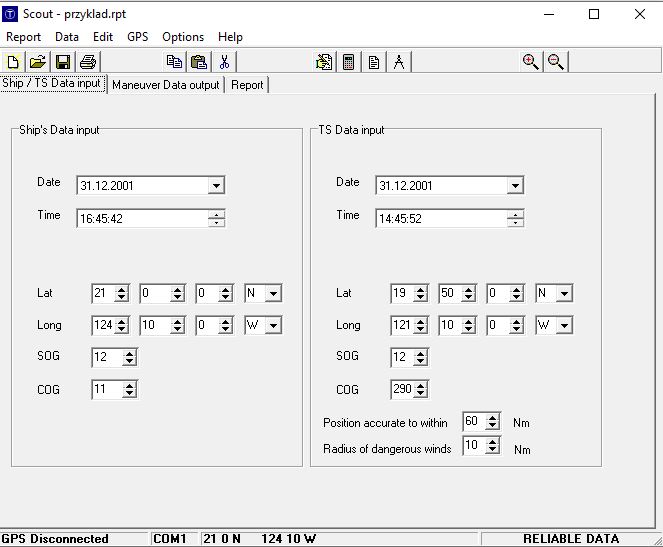 Scout - przyklad.rpt
Report Data Edit GPS Options Help
Ship / TS Data input Maneuver Data output Report
Ship's Data input
Date 31.12.2001
Time 16:45:42
Lat 21 0 0 N
Long 124 10 0 W
SOG 12
COG 11
TS Data input
Date 31.12.2001
Time 14:45:52
Lat 19 50 0 N
Long 121 10 0 W
SOG 12
COG 290
Position accurate to within 60 Nm
Radius of dangerous winds 10 Nm
GPS Disconnected COM1 21 0 N 124 10 W RELIABLE DATA